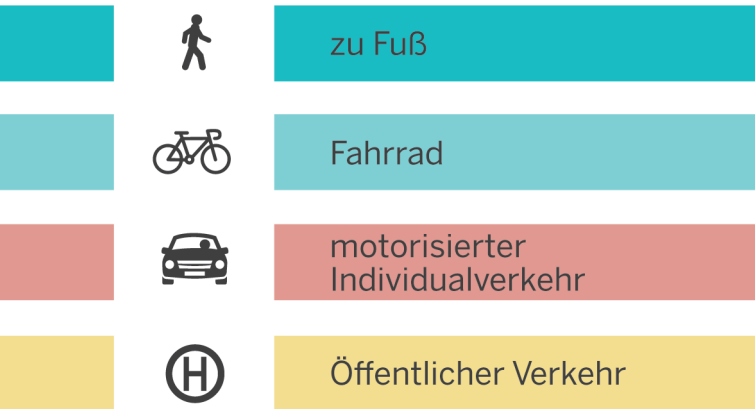 zu Fuß
Fahrrad
motorisierter
Individualverkehr
H
Öffentlicher Verkehr